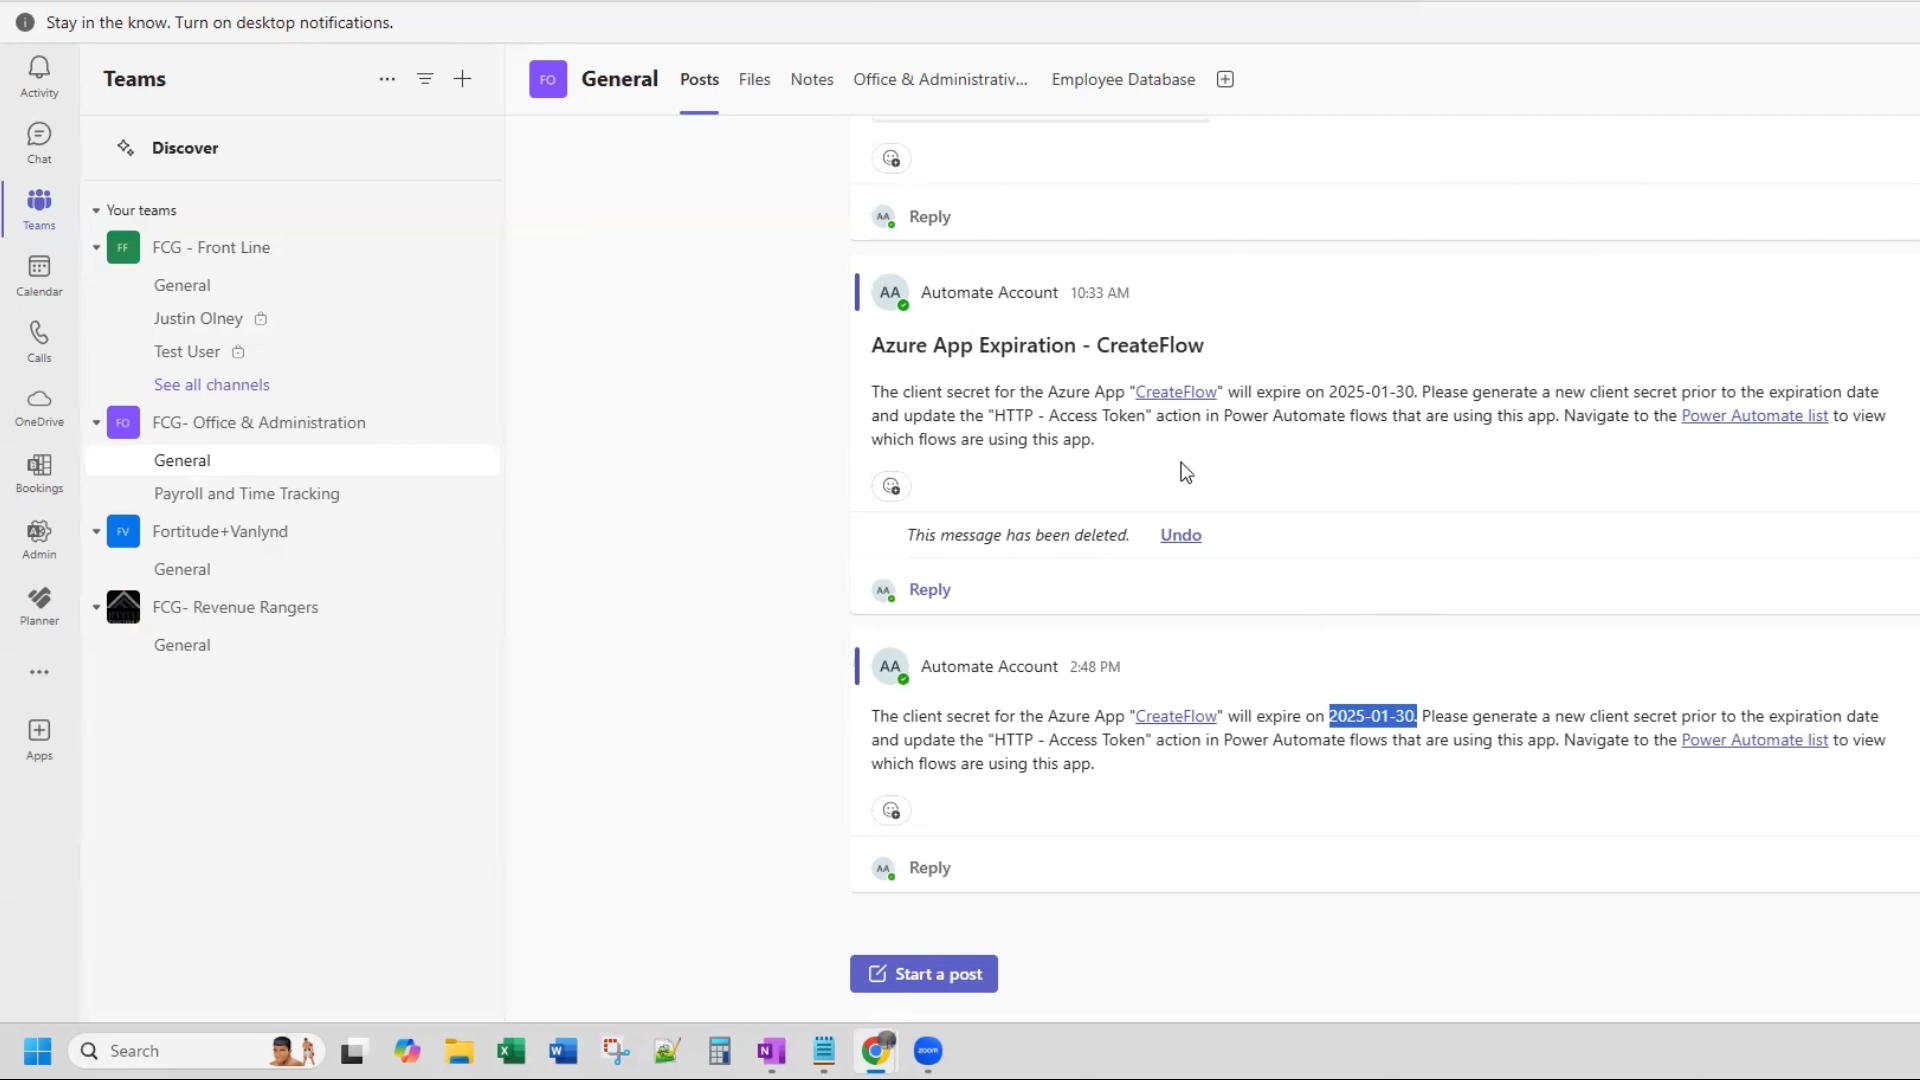 Stay in the know. Turn on desktop notifications.
Activity
Chat
Teams
Calendar
Calls
OneDrive
Bookings
Admin
Planner
Apps
Teams
Discover
Your teams
FF FCG - Front Line
General
Justin Olney
Test User
See all channels
FO FCG- Office & Administration
General
Payroll and Time Tracking
FV Fortitude+Vanlynd
General
FCG- Revenue Rangers
General
FO General Posts Files Notes Office & Administrativ... Employee Database
AA Reply
AA Automate Account 10:33 AM
Azure App Expiration - CreateFlow
The client secret for the Azure App "CreateFlow" will expire on 2025-01-30. Please generate a new client secret prior to the expiration date
and update the "HTTP - Access Token" action in Power Automate flows that are using this app. Navigate to the Power Automate list to view
which flows are using this app.
This message has been deleted. Undo
AA Reply
AA Automate Account 2:48 PM
The client secret for the Azure App "CreateFlow" will expire on 2025-01-30. Please generate a new client secret prior to the expiration date
and update the "HTTP - Access Token" action in Power Automate flows that are using this app. Navigate to the Power Automate list to view
which flows are using this app.
AA Reply
Start a post
Search
zoom